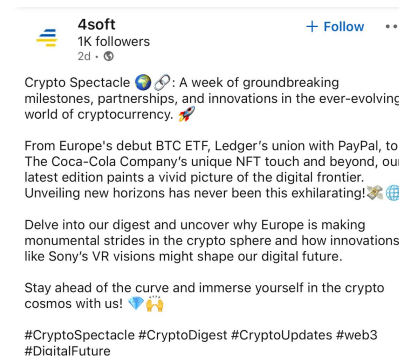 4soft
+ Follow
1K followers
2d •
Crypto Spectacle 🌍🔗: A week of groundbreaking
milestones, partnerships, and innovations in the ever-evolving
world of cryptocurrency. 🚀
From Europe's debut BTC ETF, Ledger's union with PayPal, to
The Coca-Cola Company's unique NFT touch and beyond, our
latest edition paints a vivid picture of the digital frontier.
Unveiling new horizons has never been this exhilarating!💸🌐
Delve into our digest and uncover why Europe is making
monumental strides in the crypto sphere and how innovations
like Sony's VR visions might shape our digital future.
Stay ahead of the curve and immerse yourself in the crypto
cosmos with us! 💎🙌
#CryptoSpectacle #CryptoDigest #CryptoUpdates #web3
#DigitalFuture